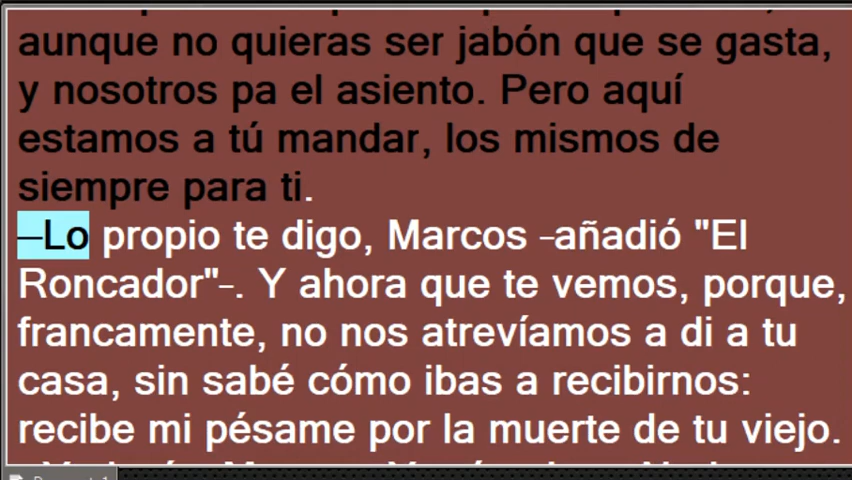 aunque no quieras ser jabón que se gasta,
y nosotros pa el asiento. Pero aquí
estamos a tú mandar, los mismos de
siempre para ti.
–Lo propio te digo, Marcos -añadió "El
Roncador"-. Y ahora que te vemos, porque,
francamente, no nos atrevíamos a di a tu
casa, sin sabé cómo ibas a recibirnos:
recibe mi pésame por la muerte de tu viejo.